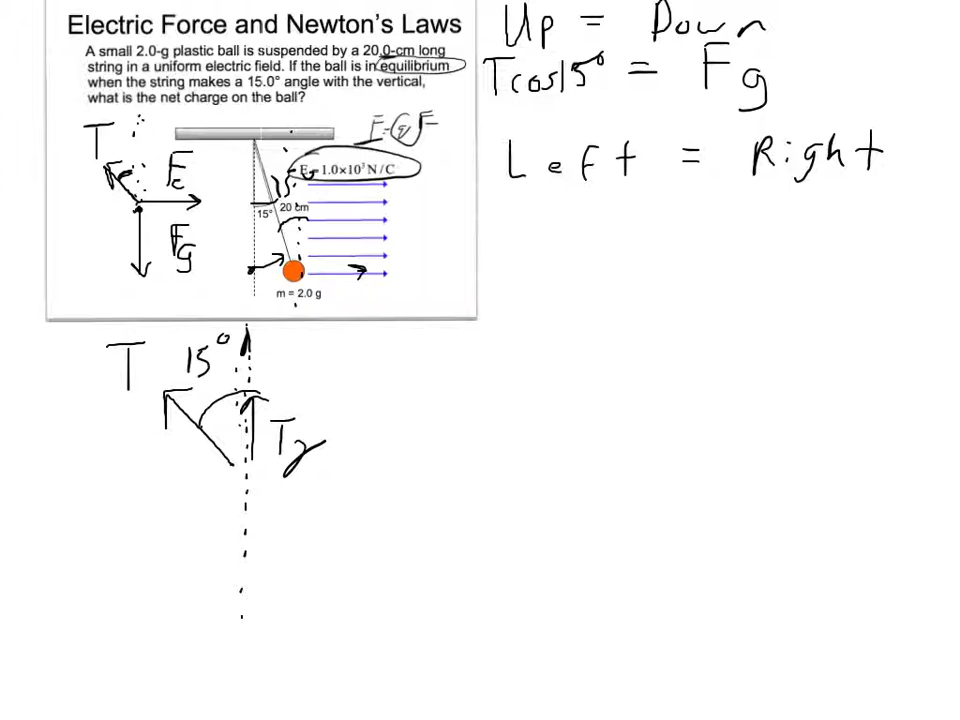 Electric Force and Newton's Laws
A small 2.0-g plastic ball is suspended by a 20.0-cm long
string in a uniform electric field. If the ball is in equilibrium
when the string makes a 15.0° angle with the vertical,
what is the net charge on the ball?
Up = Down
Tcos15° = Fg
Left = Right
T
Fe
Fg
15°
E = 1.0×10³ N/C
15° 20 cm
m = 2.0 g
T 15°
Ty